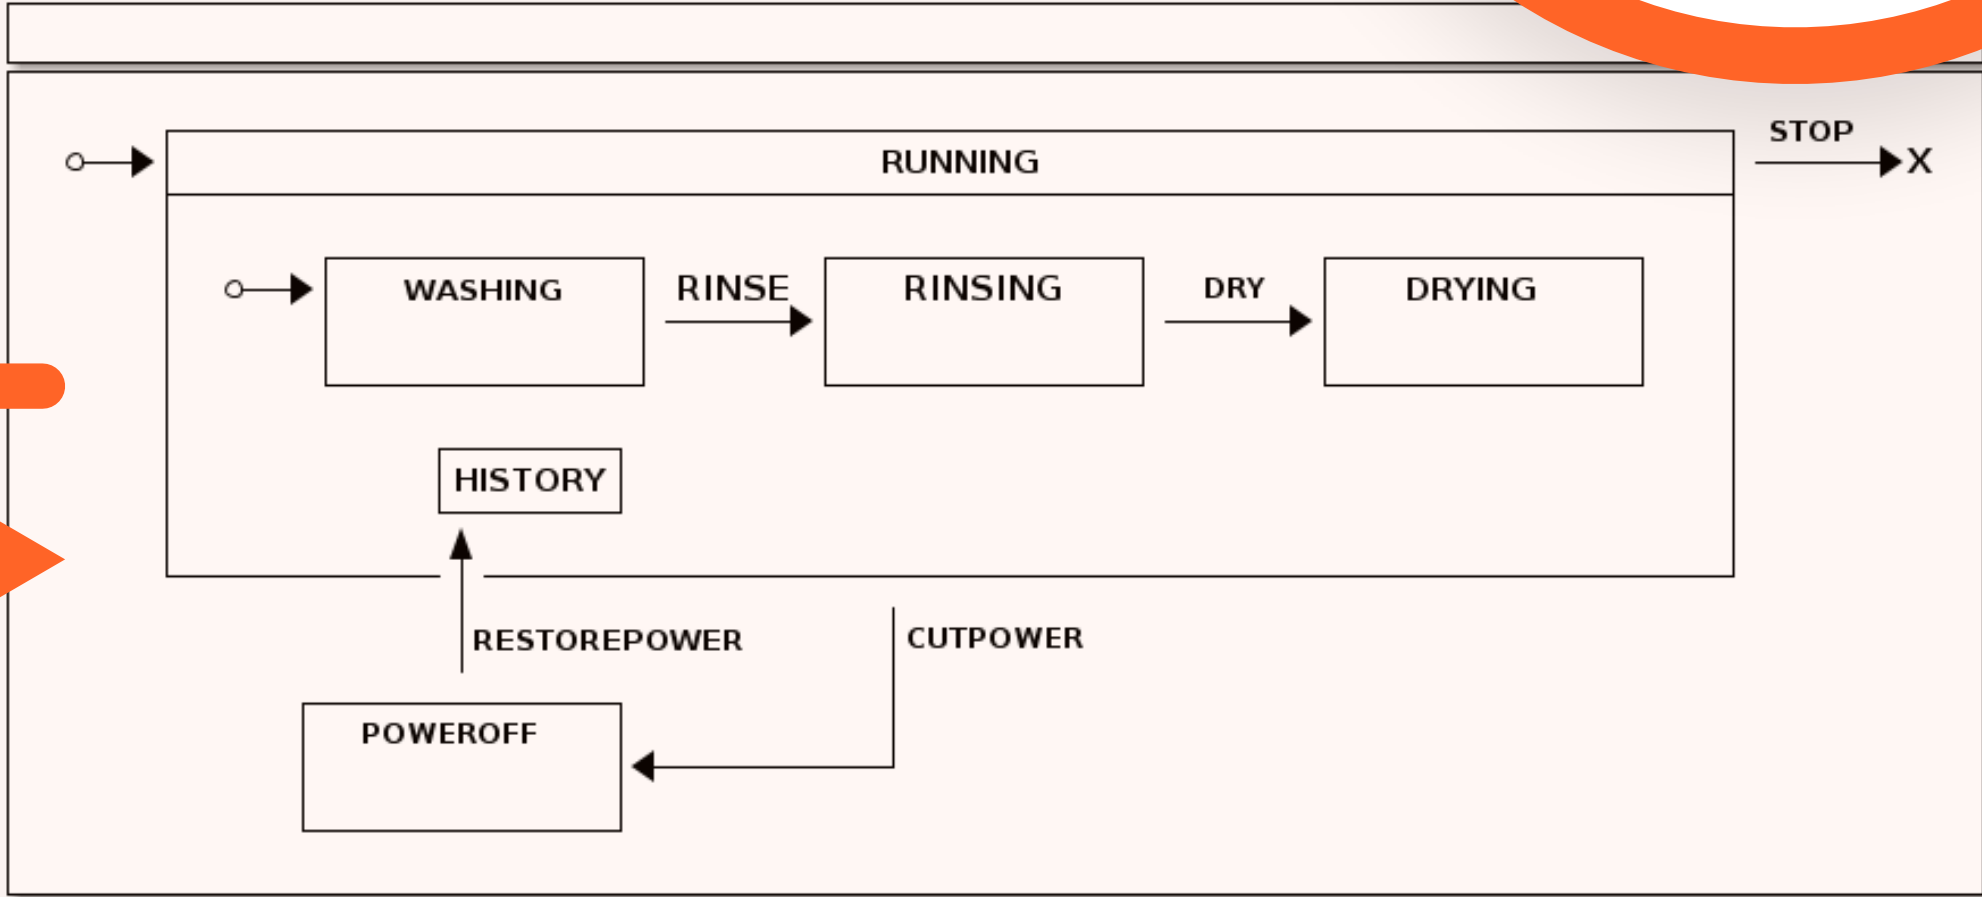 STOP
X
RUNNING
WASHING
RINSE
RINSING
DRY
DRYING
HISTORY
RESTOREPOWER
CUTPOWER
POWEROFF